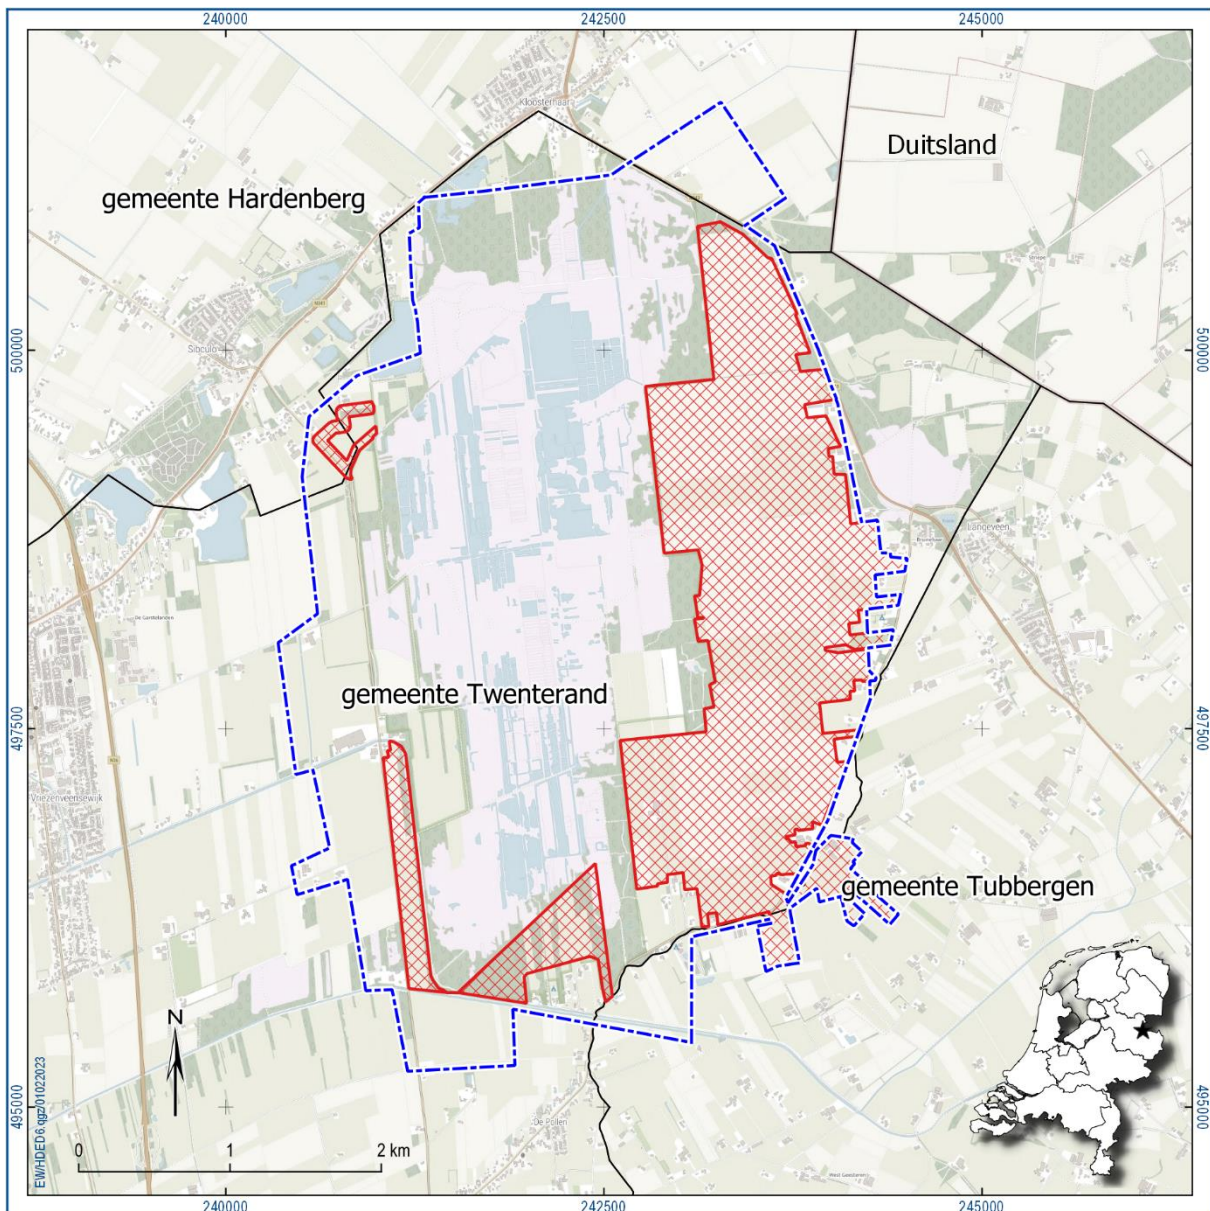 240000
242500
245000
Kloosterhaar
Duitsland
gemeente Hardenberg
500000
500000
Sibculo
Langeveen
gemeente Twenterand
497500
497500
Vriezenveensewijk
gemeente Tubbergen
N
495000
495000
De Pollen
0
1
2 km
EW/HDED6.qgz/01022023
240000
242500
245000